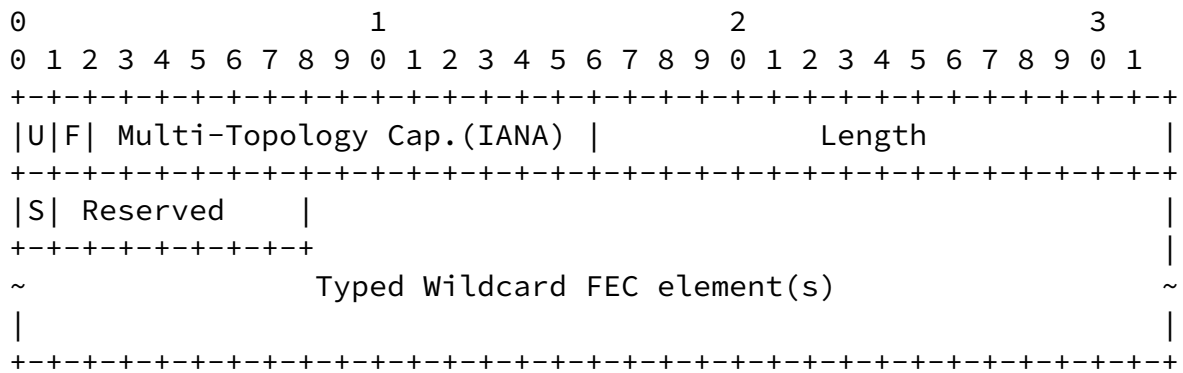 0                   1                   2                   3
0 1 2 3 4 5 6 7 8 9 0 1 2 3 4 5 6 7 8 9 0 1 2 3 4 5 6 7 8 9 0 1
+-+-+-+-+-+-+-+-+-+-+-+-+-+-+-+-+-+-+-+-+-+-+-+-+-+-+-+-+-+-+-+-+
|U|F| Multi-Topology Cap.(IANA) |            Length             |
+-+-+-+-+-+-+-+-+-+-+-+-+-+-+-+-+-+-+-+-+-+-+-+-+-+-+-+-+-+-+-+-+
|S| Reserved    |                                               |
+-+-+-+-+-+-+-+-+                                               |
~                Typed Wildcard FEC element(s)                  ~
|                                                               |
+-+-+-+-+-+-+-+-+-+-+-+-+-+-+-+-+-+-+-+-+-+-+-+-+-+-+-+-+-+-+-+-+